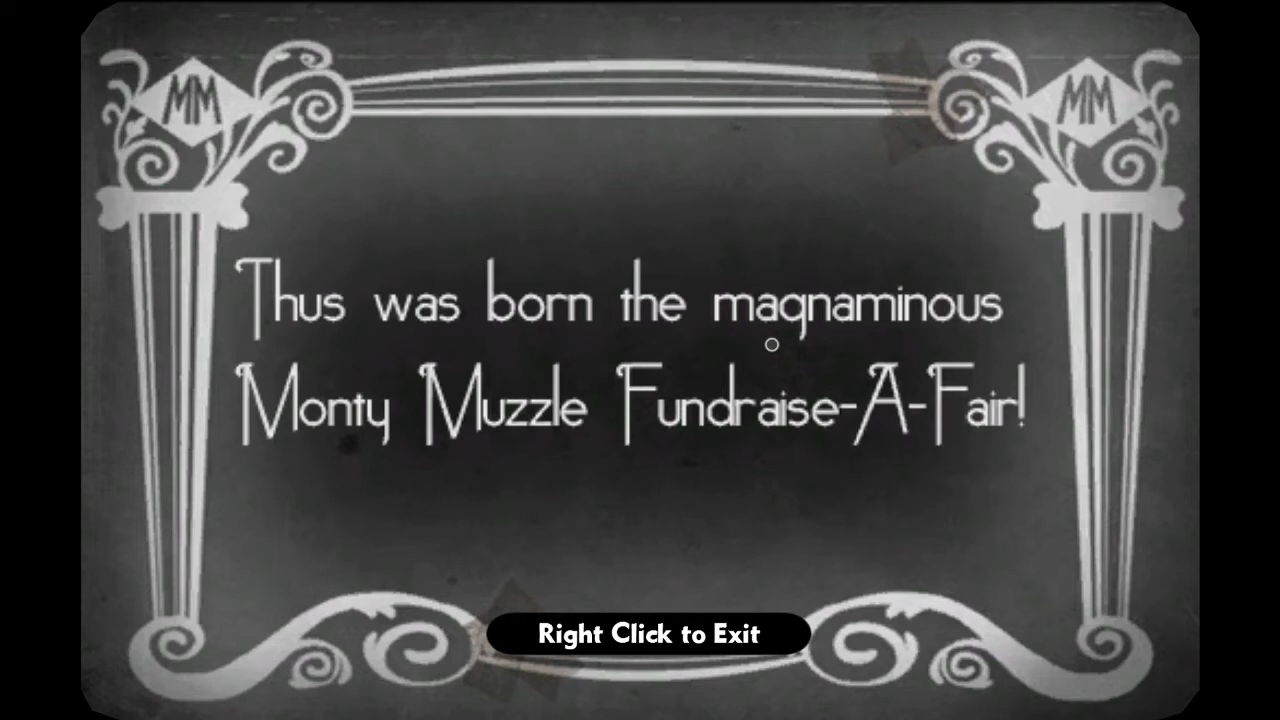 MM MM
Thus was born the magnaminous
Monty Muzzle Fundraise-A-Fair!
Right Click to Exit